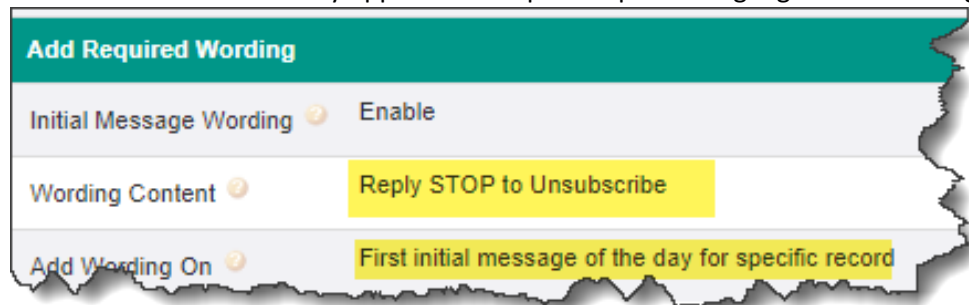 Add Required Wording
Initial Message Wording Enable
Wording Content Reply STOP to Unsubscribe
Add Wording On First initial message of the day for specific record